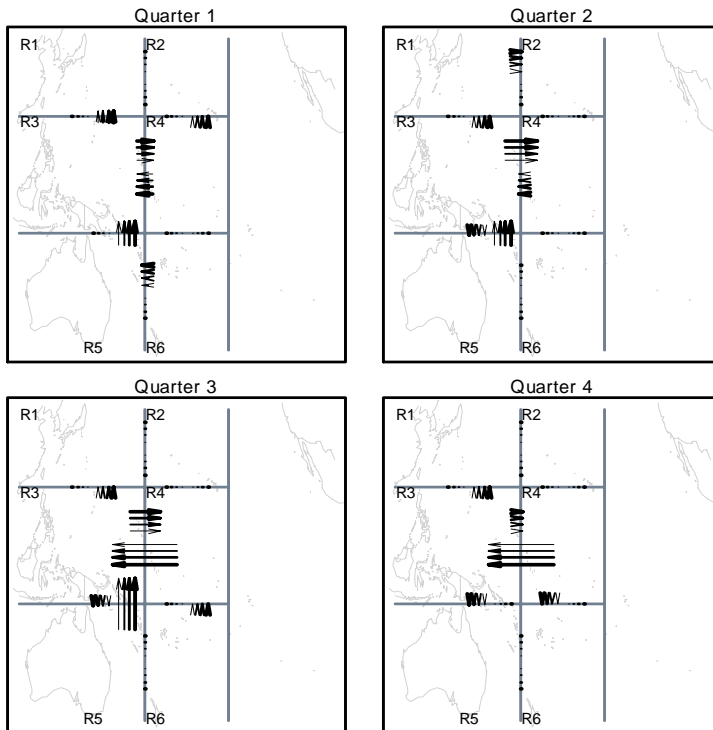 Quarter 1
R1 R2
R3 R4
R5 R6
Quarter 2
R1 R2
R3 R4
R5 R6
Quarter 3
R1 R2
R3 R4
R5 R6
Quarter 4
R1 R2
R3 R4
R5 R6